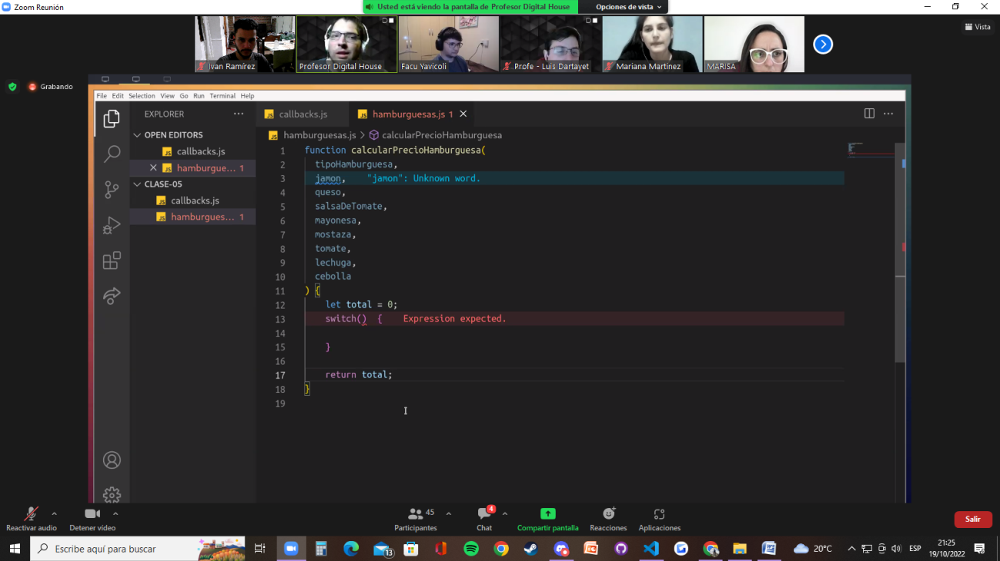 Zoom Reunión
Usted está viendo la pantalla de Profesor Digital House
Opciones de vista
Vista
Ivan Ramírez
Profesor Digital House
Facu Yavicoli
Profe - Luis Dartayet
Mariana Martinez
MARISA
Grabando
File Edit Selection View Go Run Terminal Help
EXPLORER
OPEN EDITORS
callbacks.js
hamburgue... 1
CLASE-05
callbacks.js
hamburgues... 1
callbacks.js
hamburguesas.js 1
hamburguesas.js > calcularPrecioHamburguesa
1 function calcularPrecioHamburguesa(
2 tipoHamburguesa,
3 jamon, "jamon": Unknown word.
4 queso,
5 salsaDeTomate,
6 mayonesa,
7 mostaza,
8 tomate,
9 lechuga,
10 cebolla
11 ) {
12 let total = 0;
13 switch() { Expression expected.
14
15 }
16
17 return total;
18 }
19
Reactivar audio
Detener vídeo
45
Participantes
4
Chat
Compartir pantalla
Reacciones
Aplicaciones
Salir
Escribe aquí para buscar
13
20°C
ESP
21:25
19/10/2022